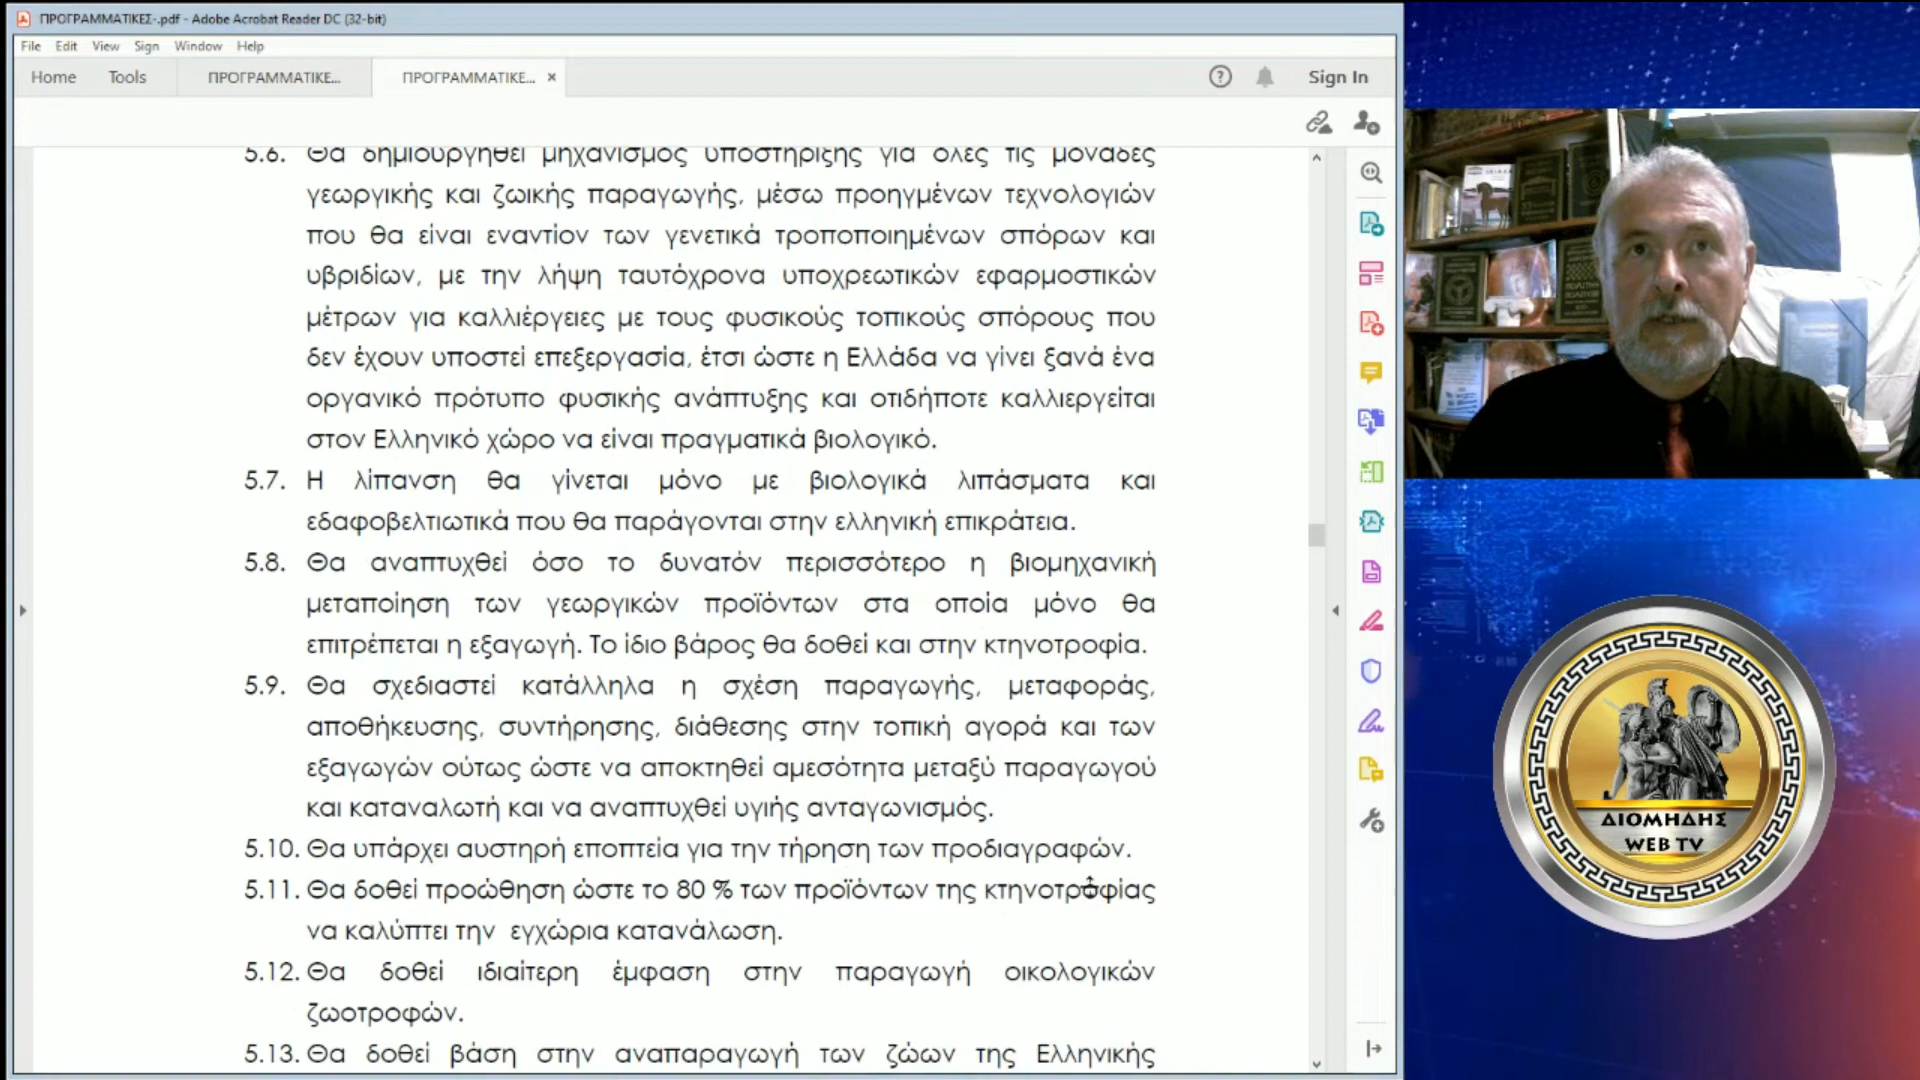 ΠΡΟΓΡΑΜΜΑΤΙΚΕΣ-.pdf - Adobe Acrobat Reader DC (32-bit)
File Edit View Sign Window Help
Home Tools ΠΡΟΓΡΑΜΜΑΤΙΚΕ... ΠΡΟΓΡΑΜΜΑΤΙΚΕ... × Sign In
5.6. Θα δημιουργηθεί μηχανισμός υποστήριξης για όλες τις μονάδες
γεωργικής και ζωικής παραγωγής, μέσω προηγμένων τεχνολογιών
που θα είναι εναντίον των γενετικά τροποποιημένων σπόρων και
υβριδίων, με την λήψη ταυτόχρονα υποχρεωτικών εφαρμοστικών
μέτρων για καλλιέργειες με τους φυσικούς τοπικούς σπόρους που
δεν έχουν υποστεί επεξεργασία, έτσι ώστε η Ελλάδα να γίνει ξανά ένα
οργανικό πρότυπο φυσικής ανάπτυξης και οτιδήποτε καλλιεργείται
στον Ελληνικό χώρο να είναι πραγματικά βιολογικό.
5.7. Η λίπανση θα γίνεται μόνο με βιολογικά λιπάσματα και
εδαφοβελτιωτικά που θα παράγονται στην ελληνική επικράτεια.
5.8. Θα αναπτυχθεί όσο το δυνατόν περισσότερο η βιομηχανική
μεταποίηση των γεωργικών προϊόντων στα οποία μόνο θα
επιτρέπεται η εξαγωγή. Το ίδιο βάρος θα δοθεί και στην κτηνοτροφία.
5.9. Θα σχεδιαστεί κατάλληλα η σχέση παραγωγής, μεταφοράς,
αποθήκευσης, συντήρησης, διάθεσης στην τοπική αγορά και των
εξαγωγών ούτως ώστε να αποκτηθεί αμεσότητα μεταξύ παραγωγού
και καταναλωτή και να αναπτυχθεί υγιής ανταγωνισμός.
5.10. Θα υπάρχει αυστηρή εποπτεία για την τήρηση των προδιαγραφών.
5.11. Θα δοθεί προώθηση ώστε το 80 % των προϊόντων της κτηνοτροφίας
να καλύπτει την εγχώρια κατανάλωση.
5.12. Θα δοθεί ιδιαίτερη έμφαση στην παραγωγή οικολογικών
ζωοτροφών.
5.13. Θα δοθεί βάση στην αναπαραγωγή των ζώων της Ελληνικής
ΔΙΟΜΗΔΗΣ
WEB TV